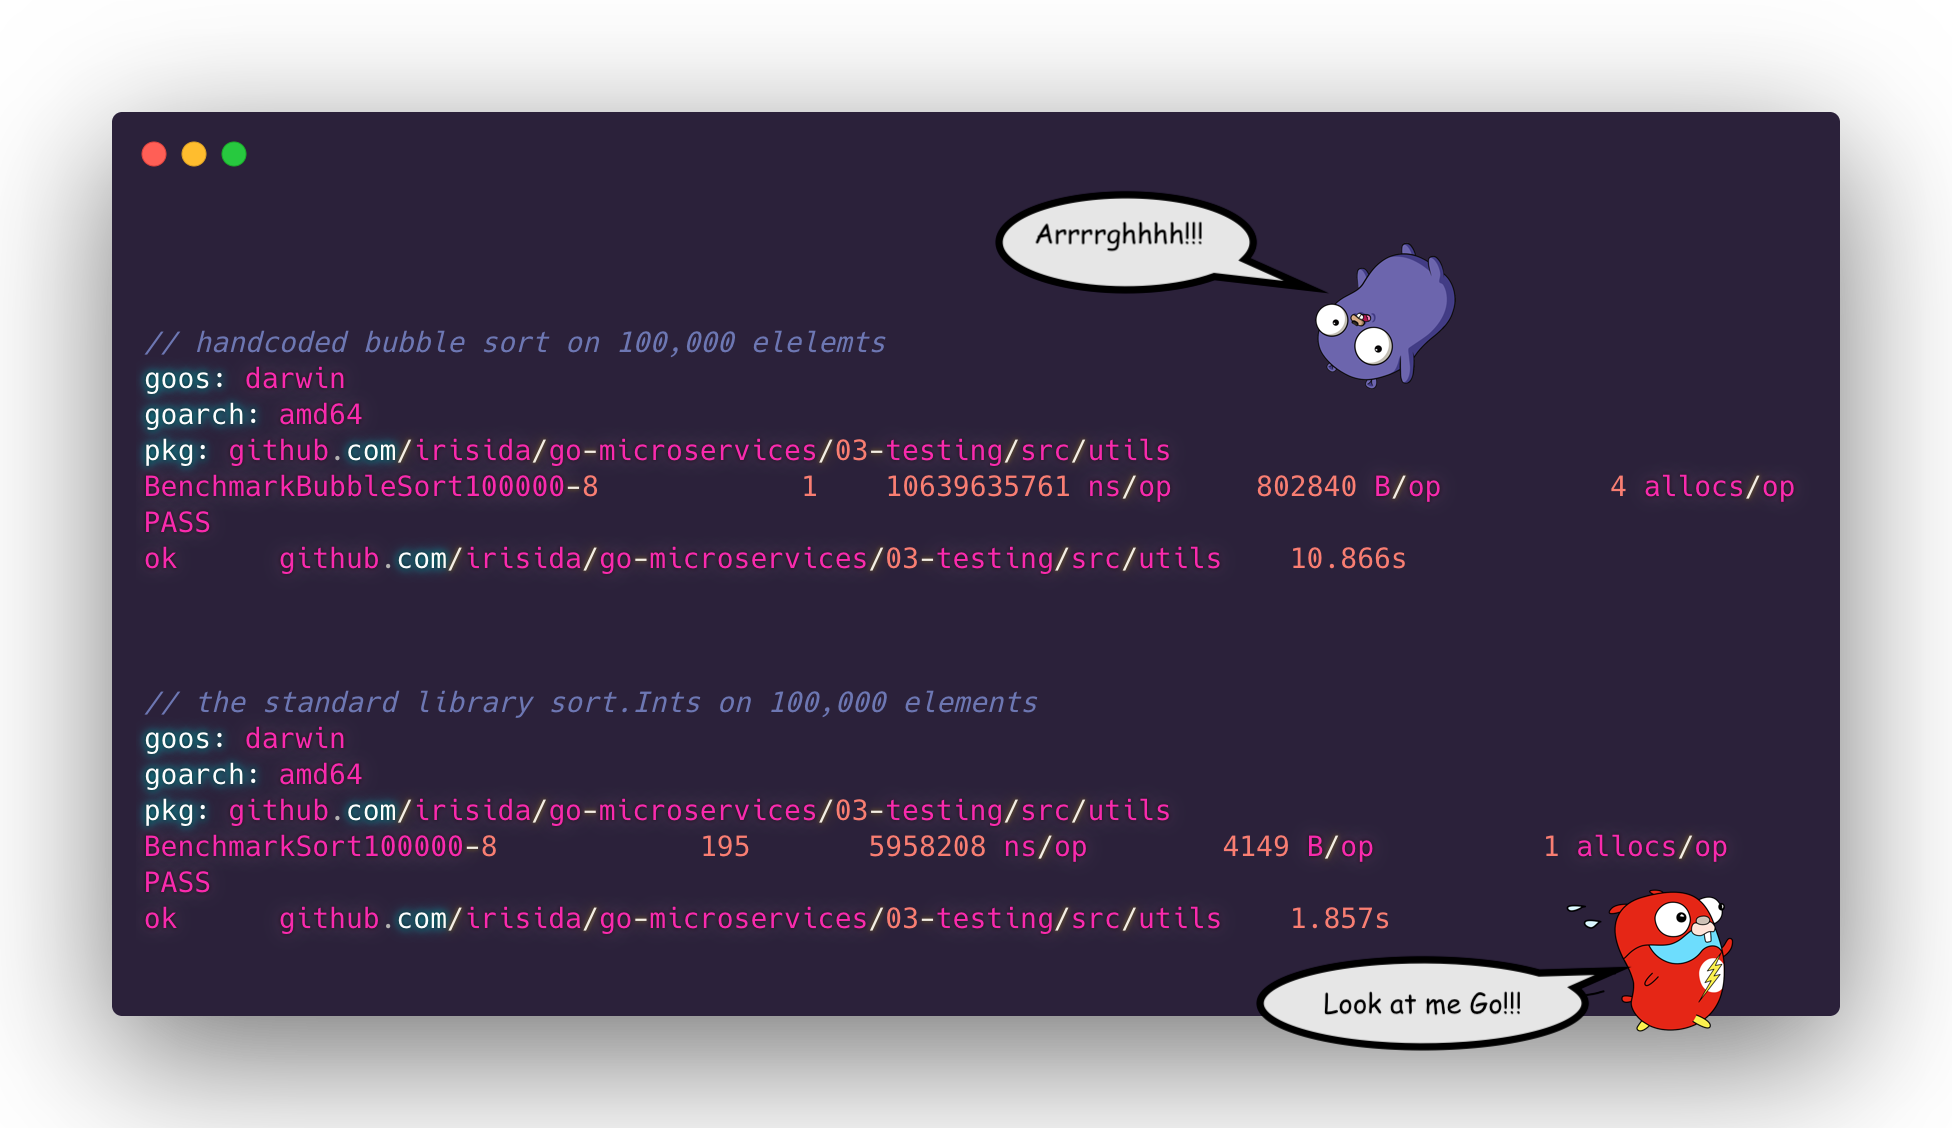 Arrrrghhhh!!!
// handcoded bubble sort on 100,000 elelemts
goos: darwin
goarch: amd64
pkg: github.com/irisida/go-microservices/03-testing/src/utils
BenchmarkBubbleSort100000-8            1    10639635761 ns/op     802840 B/op          4 allocs/op
PASS
ok      github.com/irisida/go-microservices/03-testing/src/utils    10.866s
// the standard library sort.Ints on 100,000 elements
goos: darwin
goarch: amd64
pkg: github.com/irisida/go-microservices/03-testing/src/utils
BenchmarkSort100000-8            195       5958208 ns/op        4149 B/op          1 allocs/op
PASS
ok      github.com/irisida/go-microservices/03-testing/src/utils    1.857s
Look at me Go!!!